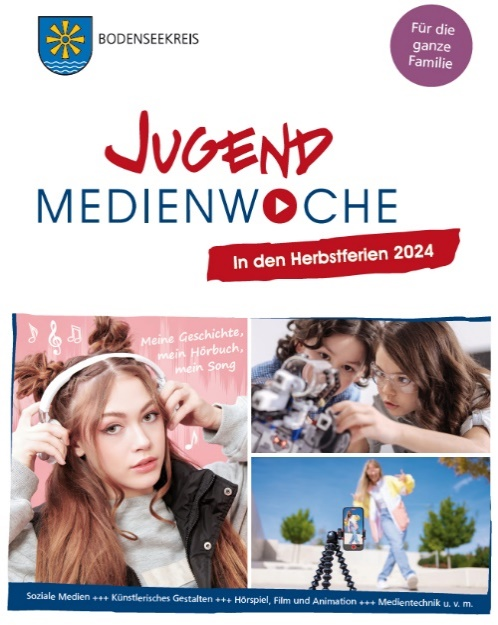 BODENSEEKREIS
Für die
ganze
Familie
JUGEND
MEDIENWOCHE
In den Herbstferien 2024
Meine Geschichte,
mein Hörbuch,
mein Song
Soziale Medien +++ Künstlerisches Gestalten +++ Hörspiel, Film und Animation +++ Medientechnik u. v. m.